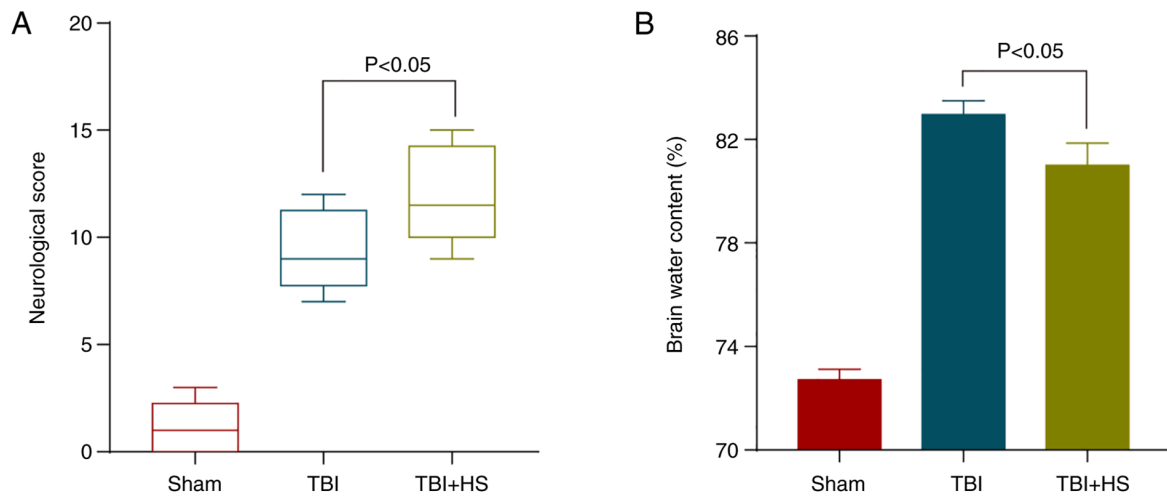 A
Neurological score
20
15
10
5
0
P<0.05
Sham
TBI
TBI+HS
B
Brain water content (%)
86
82
78
74
70
P<0.05
Sham
TBI
TBI+HS